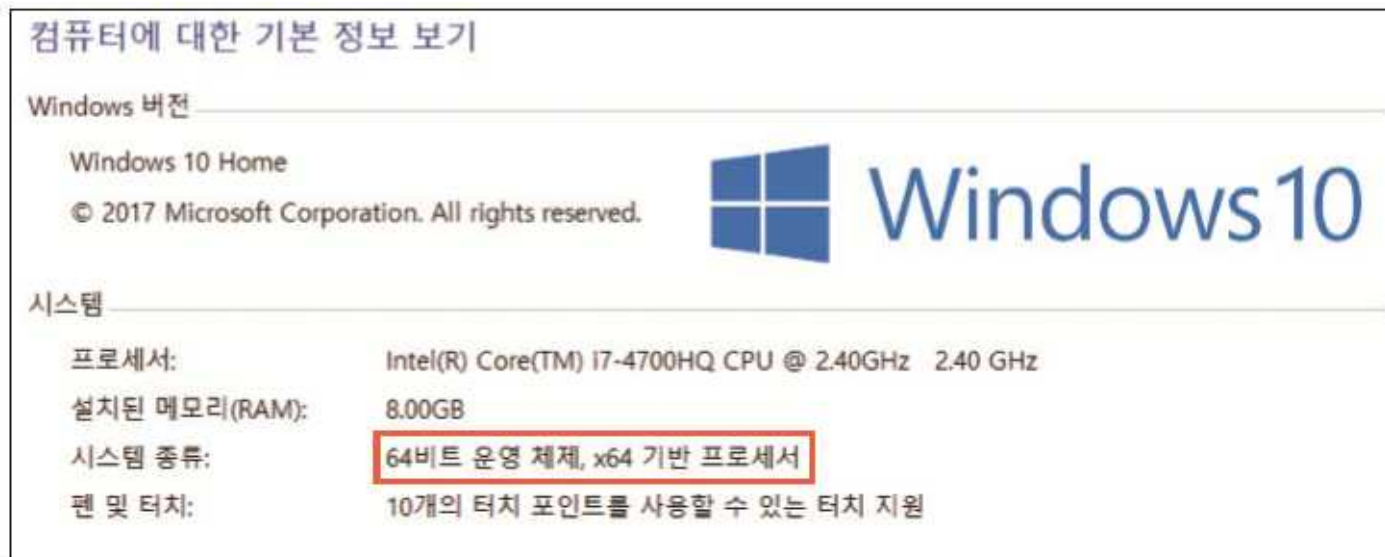 컴퓨터에 대한 기본 정보 보기
Windows 버전
Windows 10 Home
© 2017 Microsoft Corporation. All rights reserved.
Windows 10
시스템
프로세서: Intel(R) Core(TM) i7-4700HQ CPU @ 2.40GHz 2.40 GHz
설치된 메모리(RAM): 8.00GB
시스템 종류: 64비트 운영 체제, x64 기반 프로세서
펜 및 터치: 10개의 터치 포인트를 사용할 수 있는 터치 지원